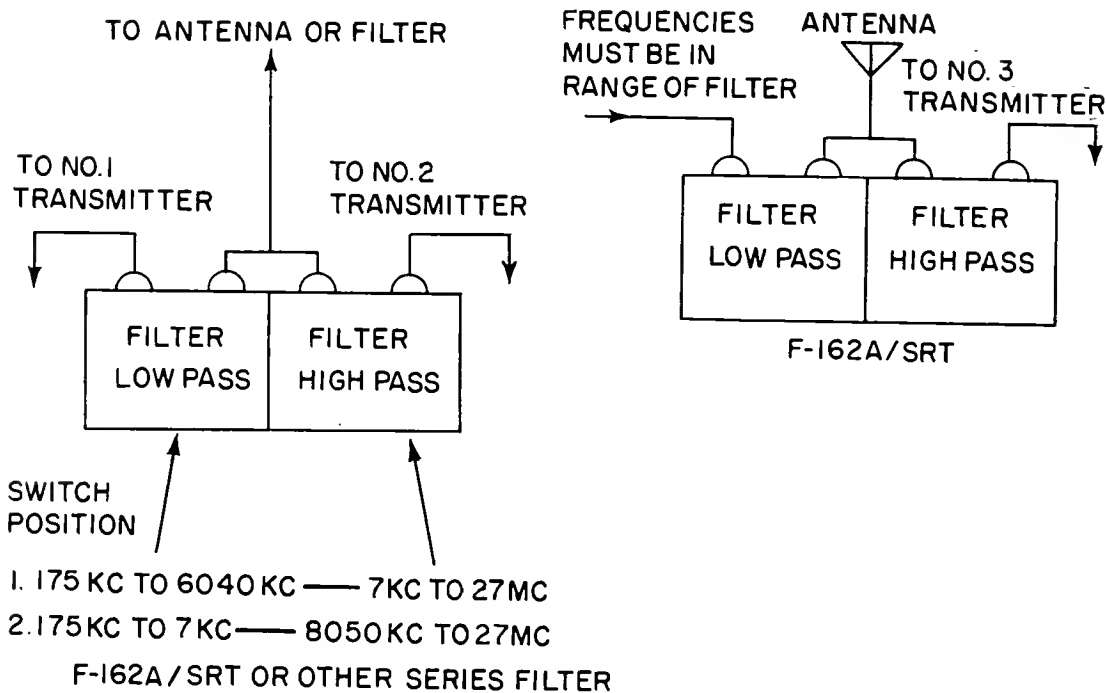 TO ANTENNA OR FILTER
TO NO. 1
TRANSMITTER
TO NO. 2
TRANSMITTER
FILTER
LOW PASS
FILTER
HIGH PASS
SWITCH
POSITION
1. 175 KC TO 6040 KC — 7KC TO 27MC
2. 175 KC TO 7 KC — 8050 KC TO 27MC
F-162A/SRT OR OTHER SERIES FILTER
FREQUENCIES
MUST BE IN
RANGE OF FILTER
ANTENNA
TO NO. 3
TRANSMITTER
FILTER
LOW PASS
FILTER
HIGH PASS
F-162A/SRT